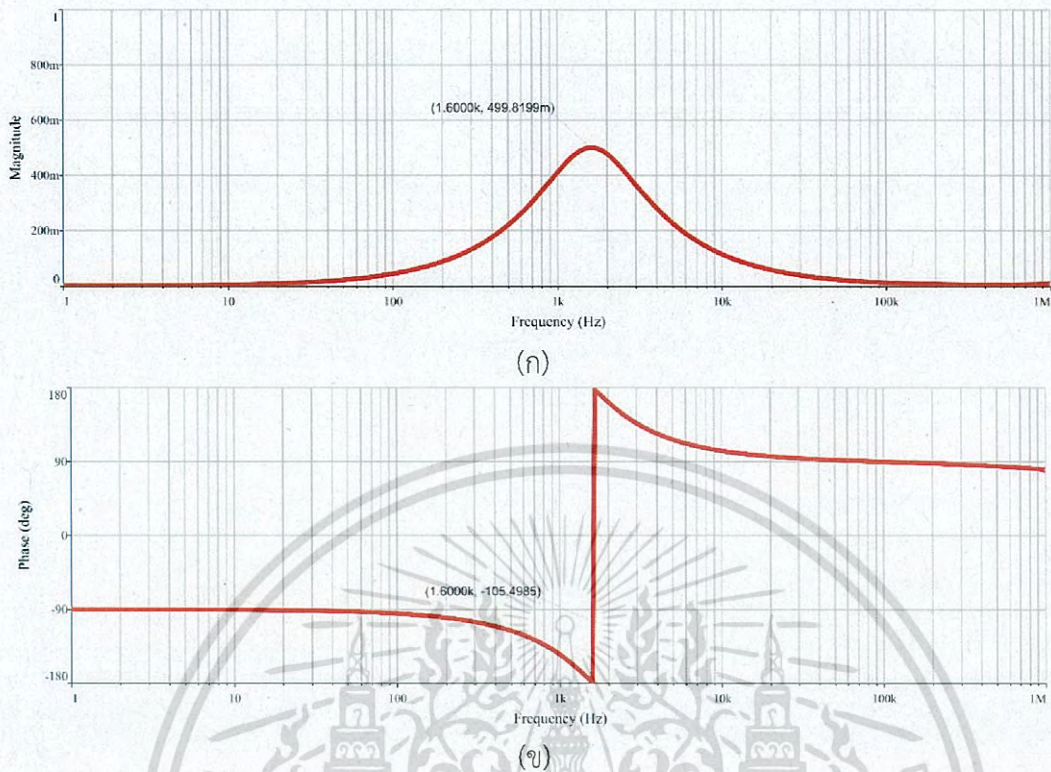 1
800m
(1.6000k, 499.8199m)
600m
Magnitude
400m
200m
0
1 10 100 1k 10k 100k 1M
Frequency (Hz)
(ก)
180
90
Phase (deg)
0
(1.6000k, -105.4985)
-90
-180
1 10 100 1k 10k 100k 1M
Frequency (Hz)
(ข)